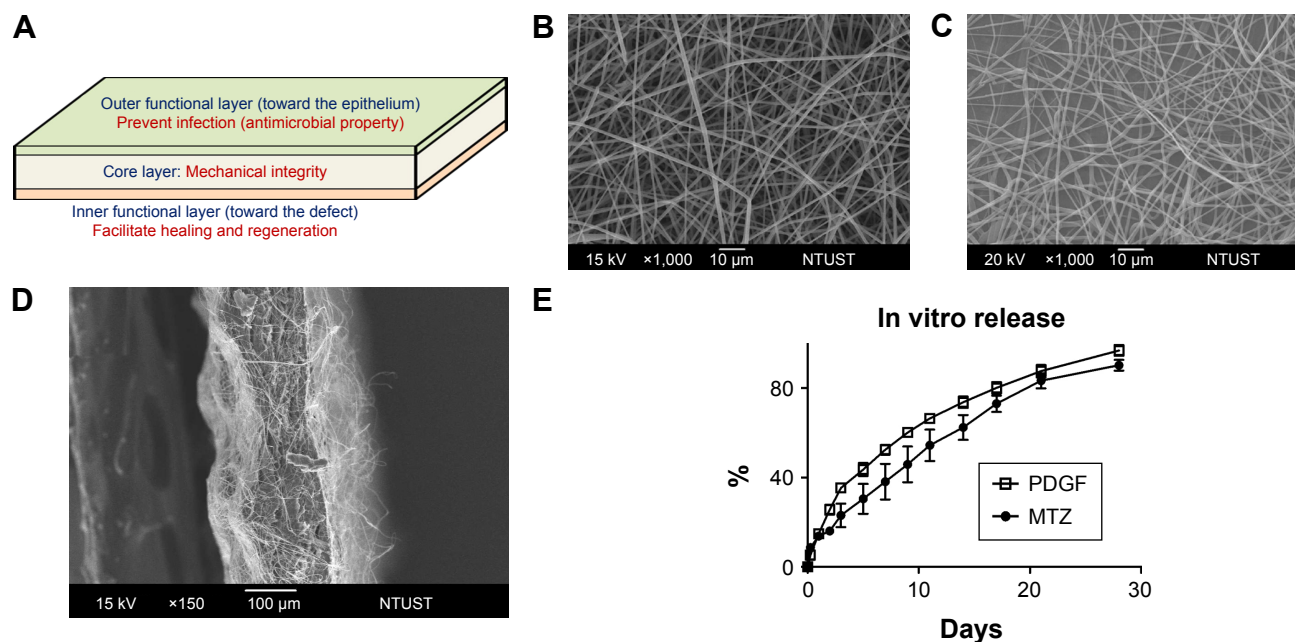 A
Outer functional layer (toward the epithelium)
Prevent infection (antimicrobial property)
Core layer: Mechanical integrity
Inner functional layer (toward the defect)
Facilitate healing and regeneration
B
15 kV ×1,000 10 μm NTUST
C
20 kV ×1,000 10 μm NTUST
D
15 kV ×150 100 μm NTUST
E
In vitro release
%
80
40
0
PDGF
MTZ
0 10 20 30
Days